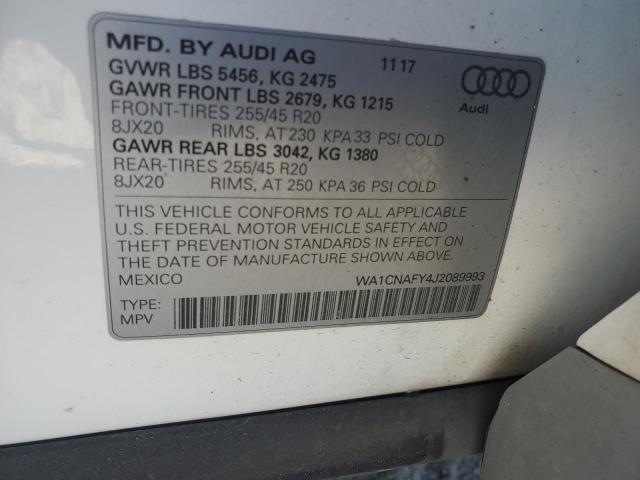 MFD. BY AUDI AG 11 17
GVWR LBS 5456, KG 2475
GAWR FRONT LBS 2679, KG 1215
FRONT-TIRES 255/45 R20
8JX20 RIMS, AT 230 KPA 33 PSI COLD
GAWR REAR LBS 3042, KG 1380
REAR-TIRES 255/45 R20
8JX20 RIMS, AT 250 KPA 36 PSI COLD
Audi
THIS VEHICLE CONFORMS TO ALL APPLICABLE
U.S. FEDERAL MOTOR VEHICLE SAFETY AND
THEFT PREVENTION STANDARDS IN EFFECT ON THE
DATE OF MANUFACTURE SHOWN ABOVE.
MEXICO WA1CNAFY4J2089993
TYPE:
MPV